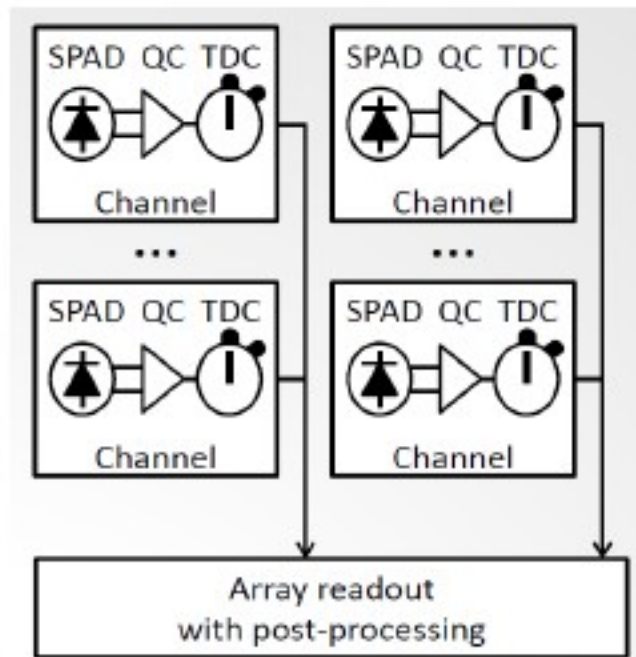 SPAD QC TDC
Channel
SPAD QC TDC
Channel
...
...
SPAD QC TDC
Channel
SPAD QC TDC
Channel
Array readout
with post-processing